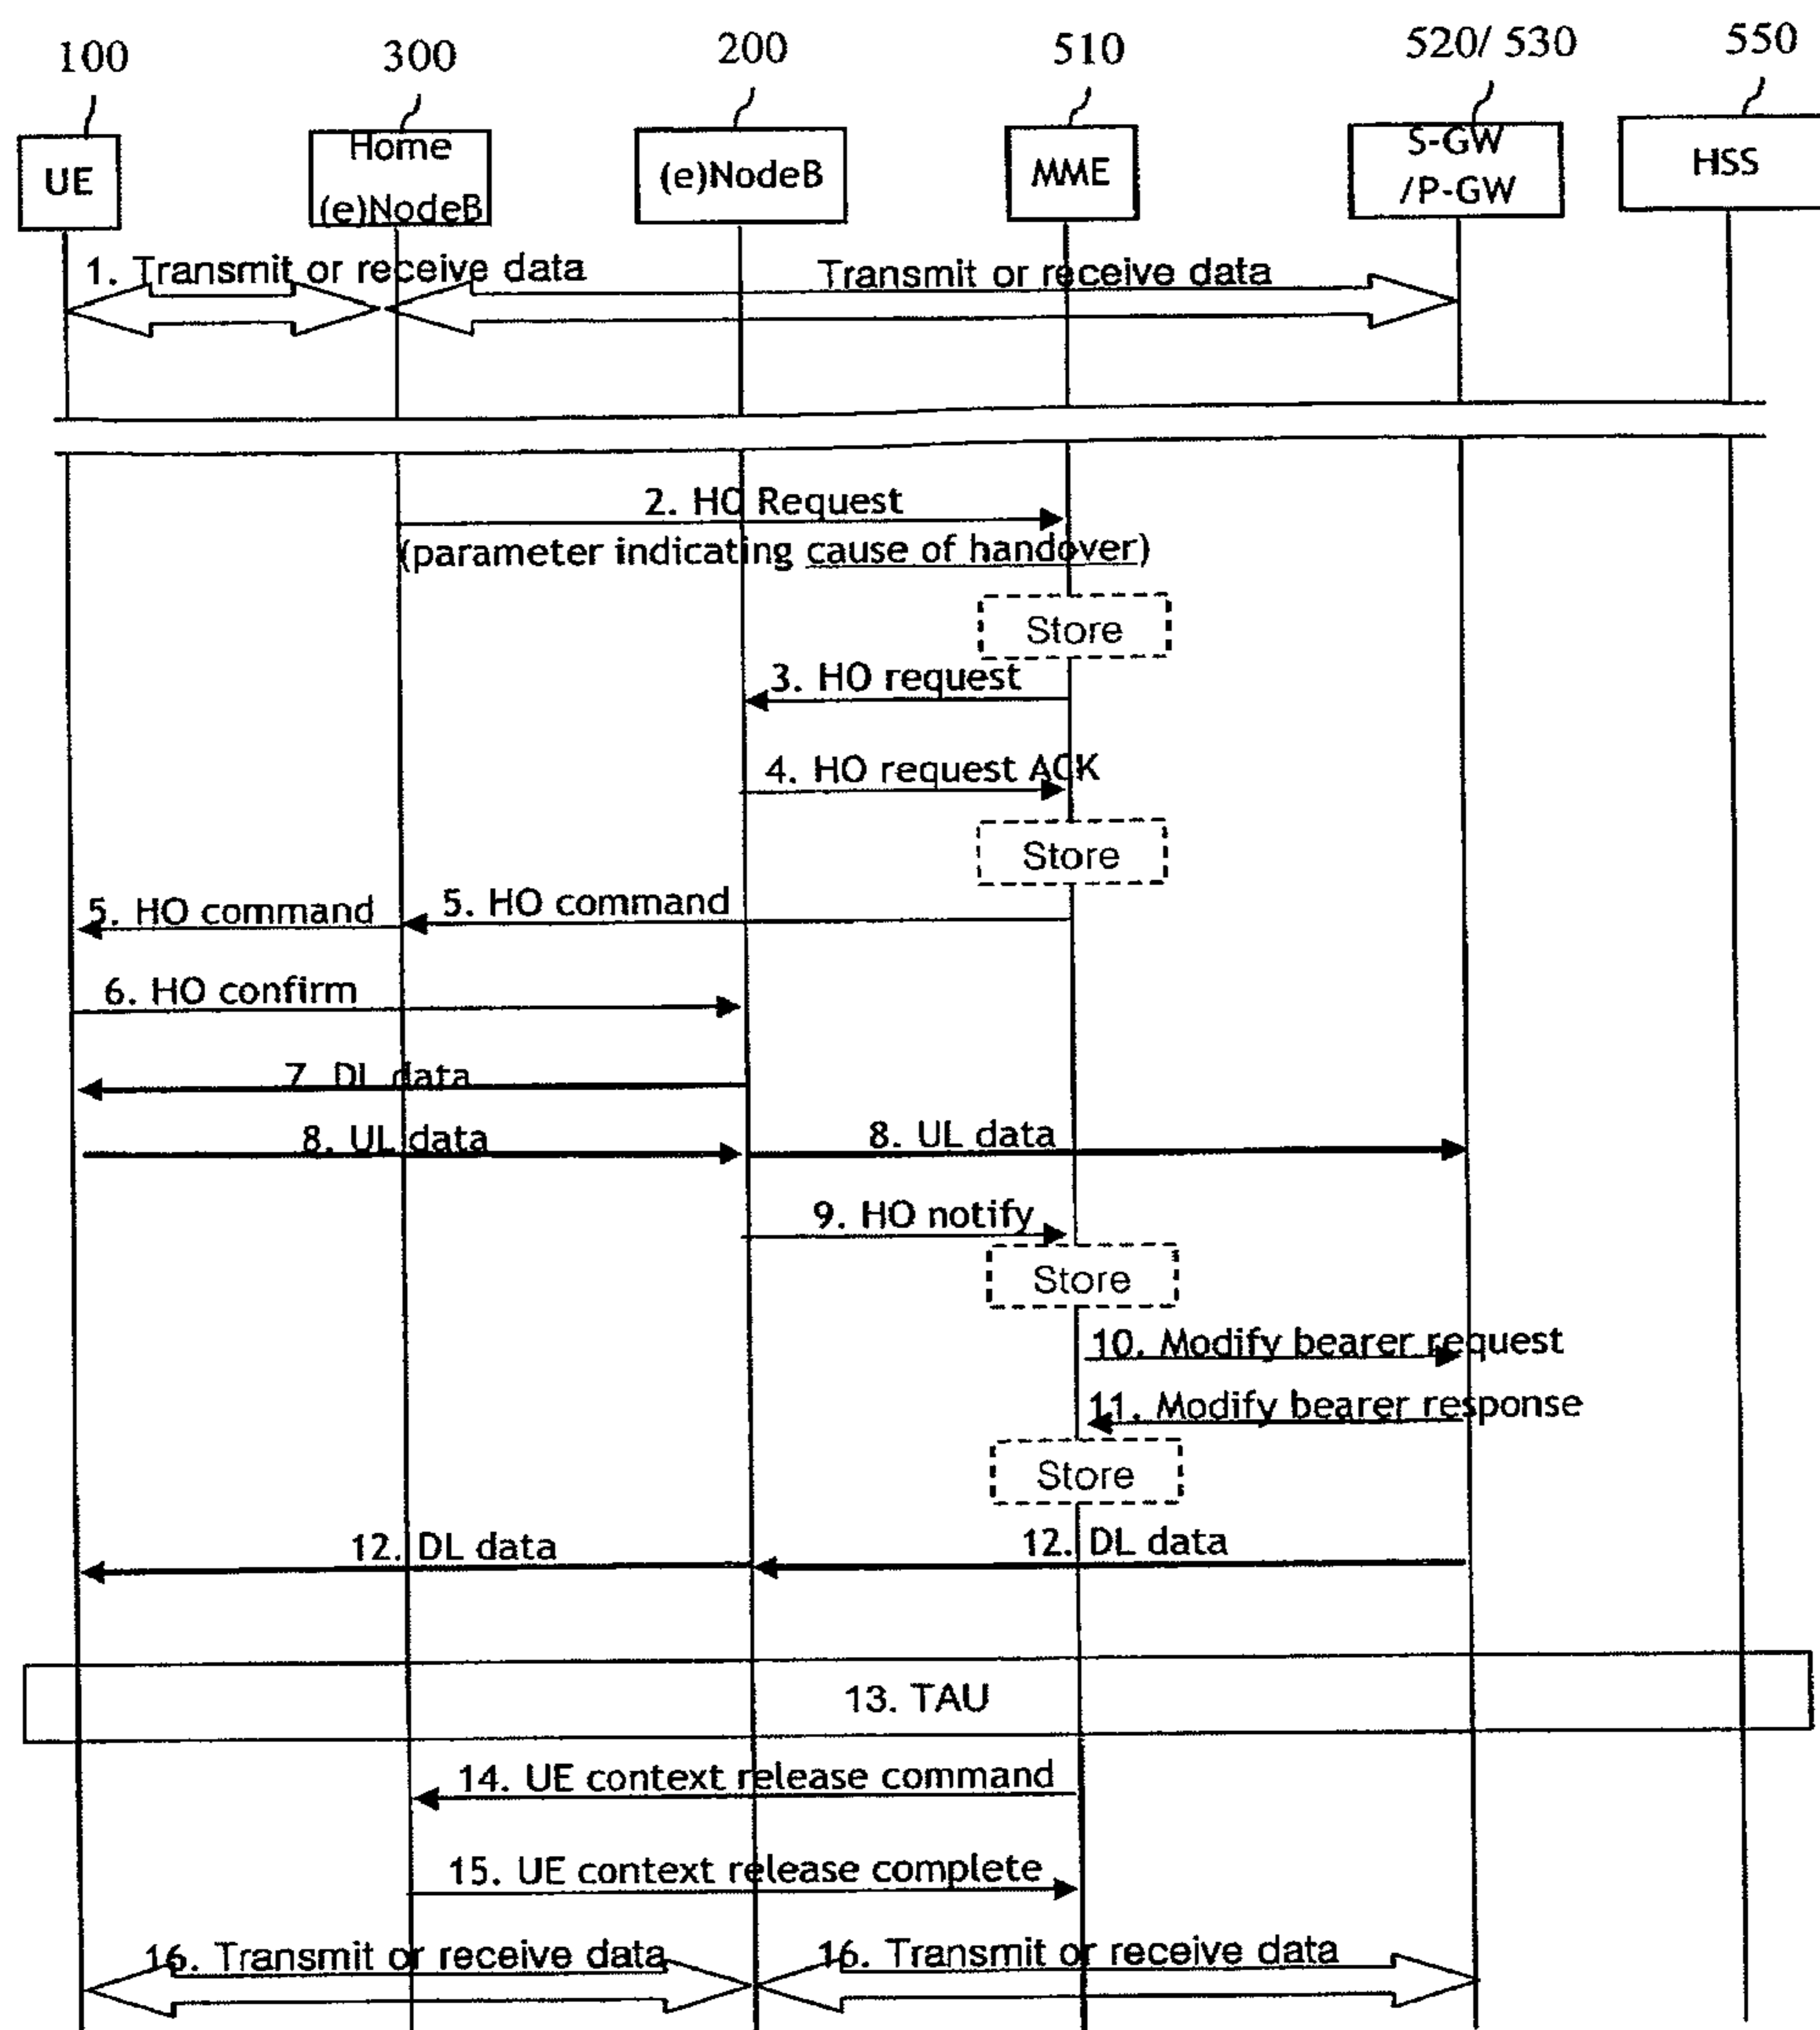 100 300 200 510 520/ 530 550
UE
Home
(e)NodeB
(e)NodeB
MME
S-GW
/P-GW
HSS
1. Transmit or receive data
Transmit or receive data
2. HO Request
(parameter indicating cause of handover)
Store
3. HO request
4. HO request ACK
Store
5. HO command
5. HO command
6. HO confirm
7. DL data
8. UL data
8. UL data
9. HO notify
Store
10. Modify bearer request
11. Modify bearer response
Store
12. DL data
12. DL data
13. TAU
14. UE context release command
15. UE context release complete
16. Transmit or receive data
16. Transmit or receive data